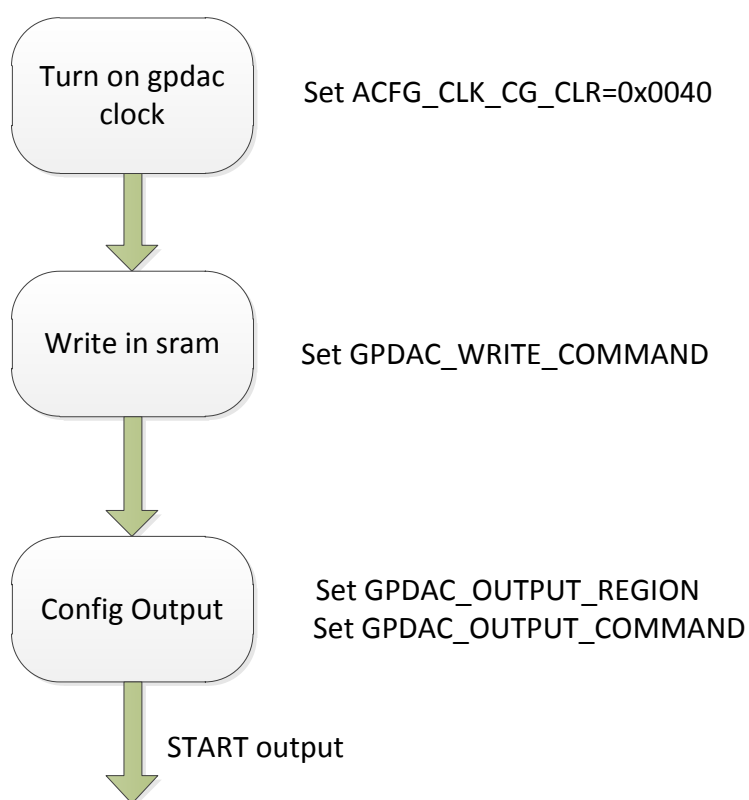 Turn on gpdac
clock
Set ACFG_CLK_CG_CLR=0x0040
Write in sram
Set GPDAC_WRITE_COMMAND
Config Output
Set GPDAC_OUTPUT_REGION
Set GPDAC_OUTPUT_COMMAND
START output